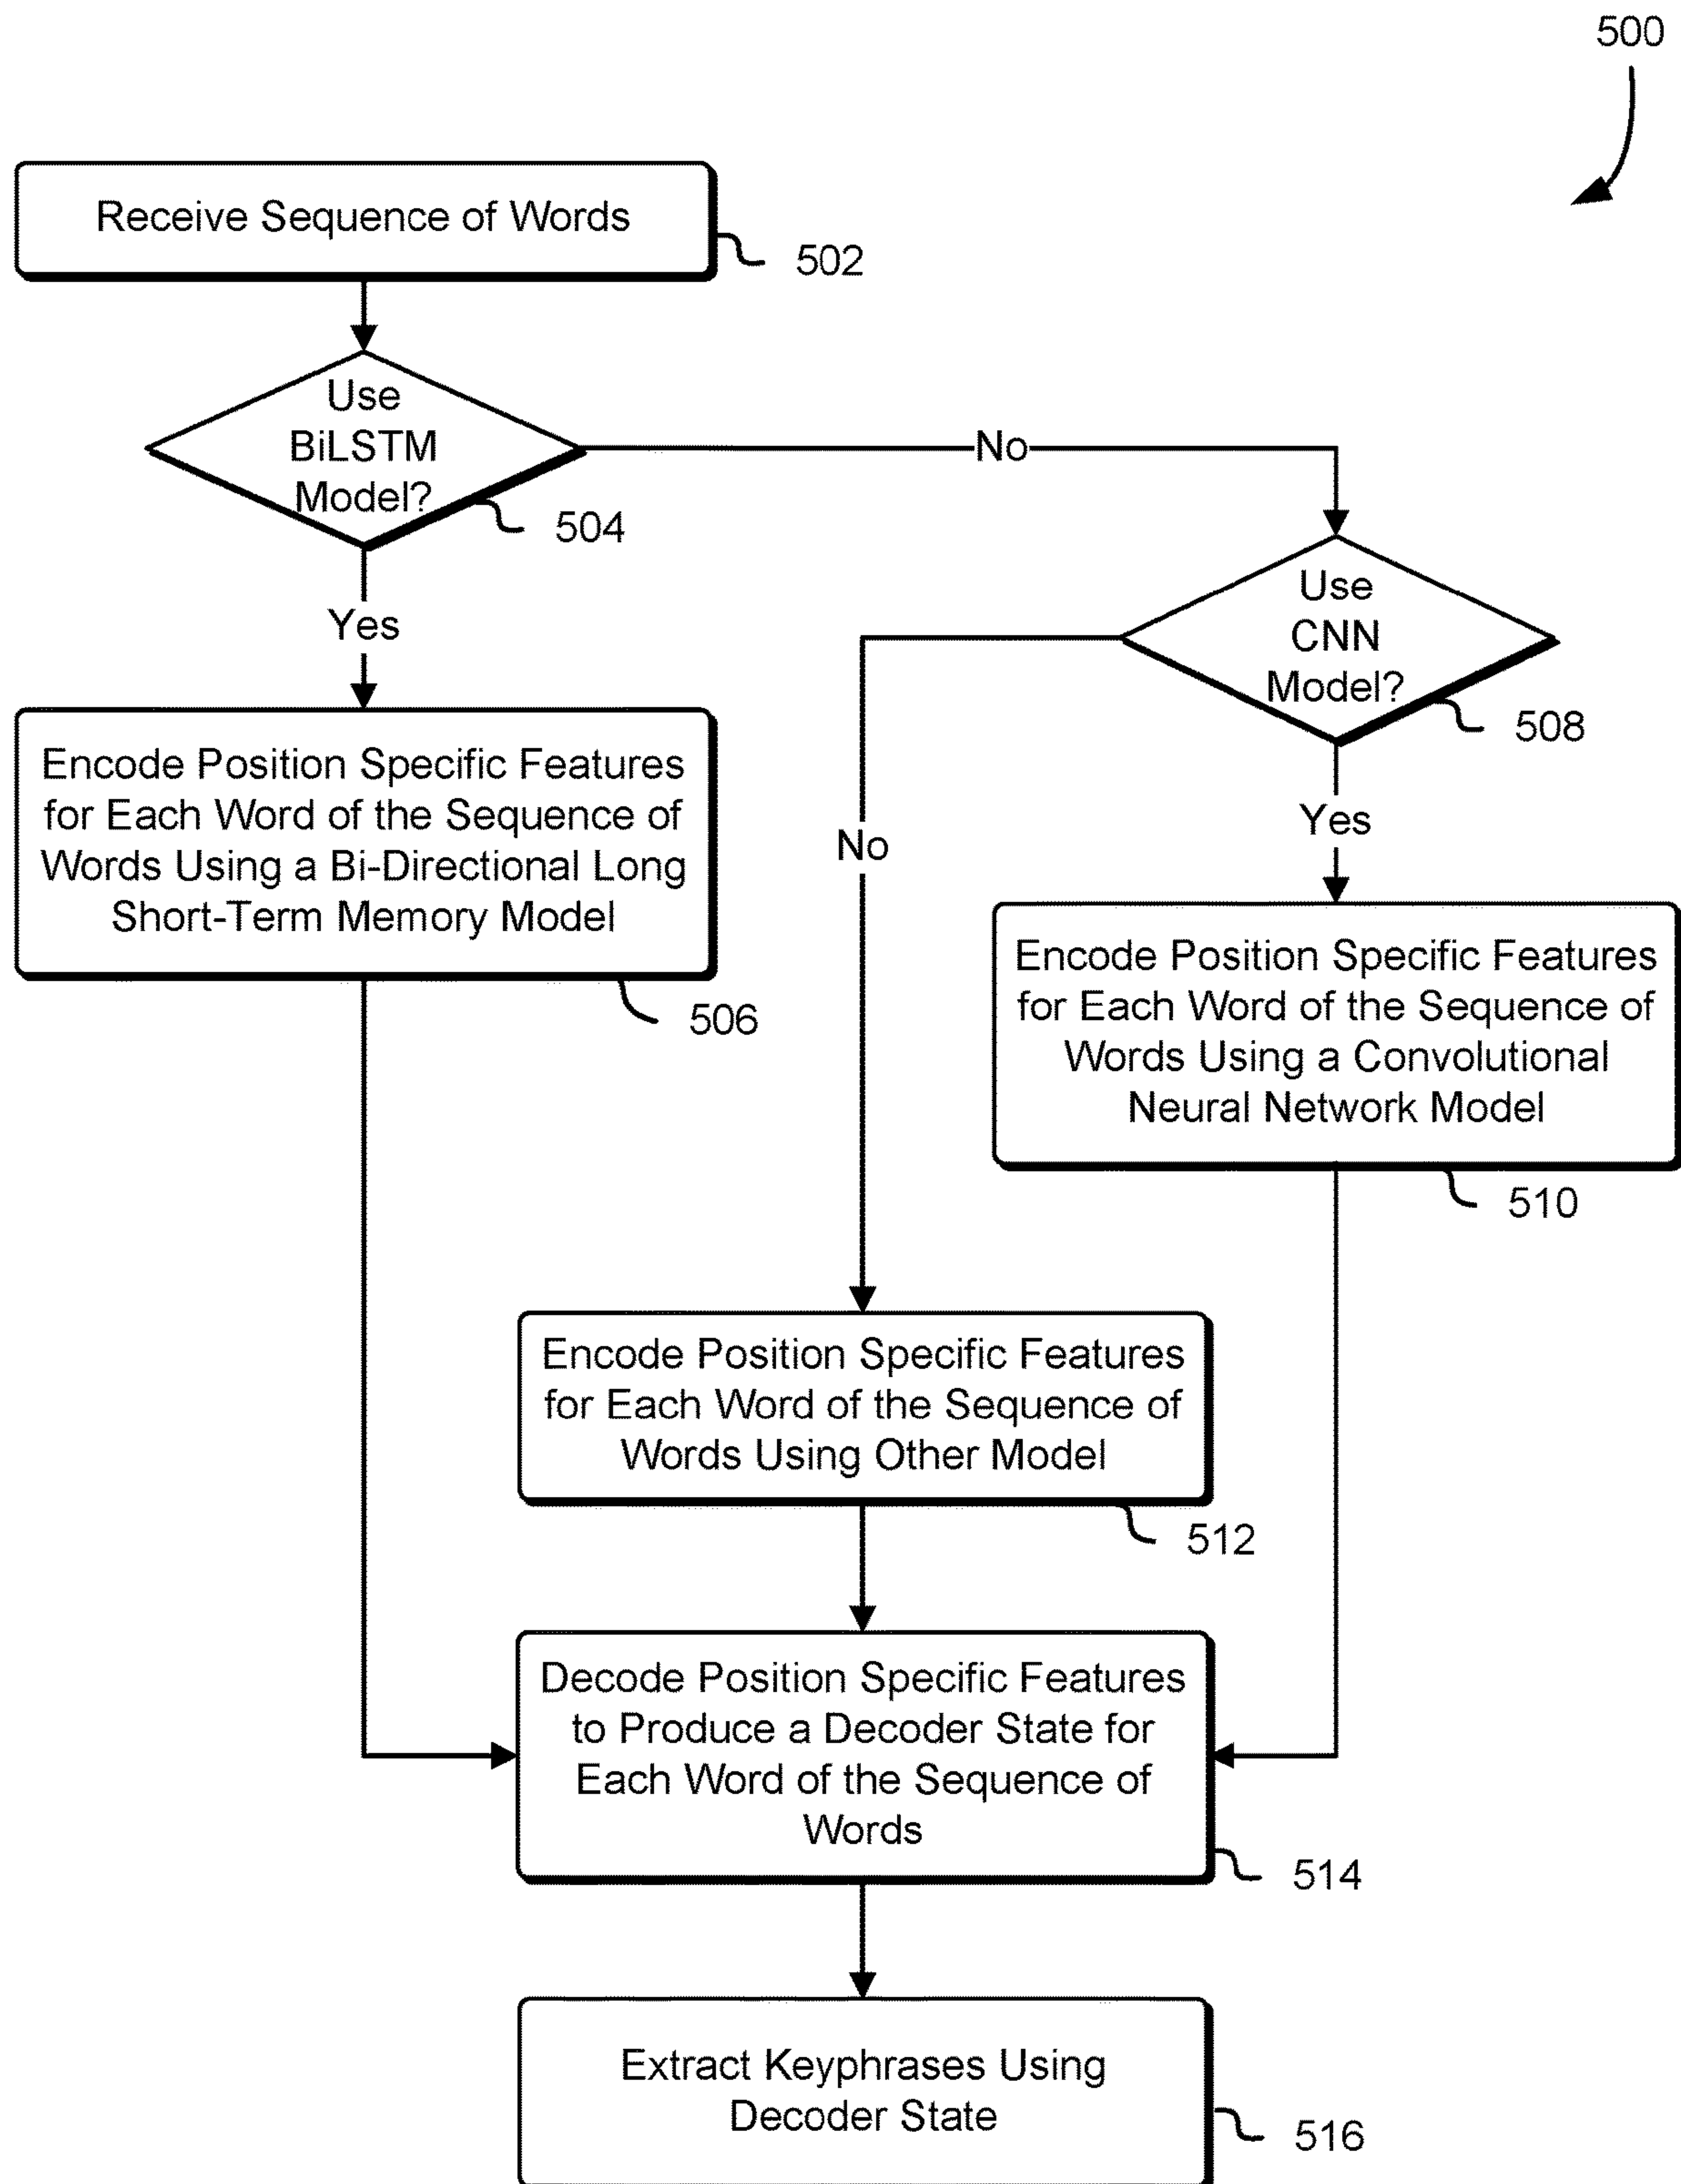 500
Receive Sequence of Words
502
Use
BiLSTM
Model?
504
No
Yes
Use
CNN
Model?
508
No
Yes
Encode Position Specific Features
for Each Word of the Sequence of
Words Using a Bi-Directional Long
Short-Term Memory Model
506
Encode Position Specific Features
for Each Word of the Sequence of
Words Using a Convolutional
Neural Network Model
510
Encode Position Specific Features
for Each Word of the Sequence of
Words Using Other Model
512
Decode Position Specific Features
to Produce a Decoder State for
Each Word of the Sequence of
Words
514
Extract Keyphrases Using
Decoder State
516